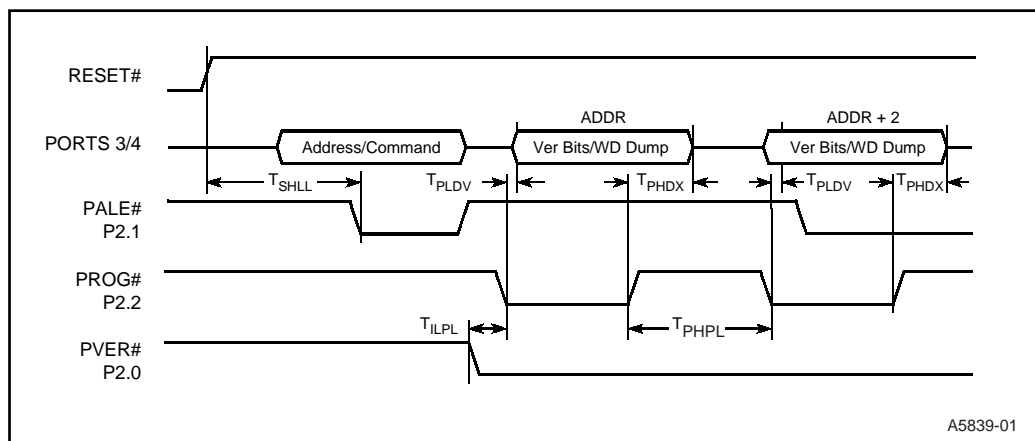 RESET#
ADDR
ADDR + 2
PORTS 3/4
Address/Command
Ver Bits/WD Dump
Ver Bits/WD Dump
TSHLL
TPLDV
TPHDX
TPLDV
TPHDX
PALE#
P2.1
PROG#
P2.2
TILPL
TPHPL
PVER#
P2.0
A5839-01